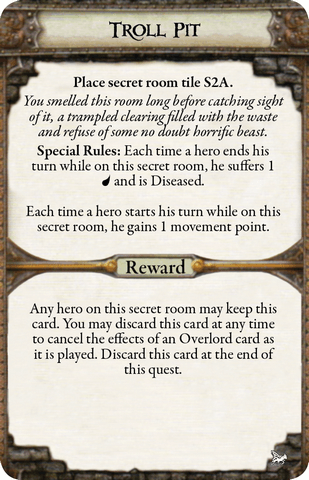 Troll Pit
Place secret room tile S2A.
You smelled this room long before catching sight
of it, a trampled clearing filled with the waste
and refuse of some no doubt horrific beast.
Special Rules: Each time a hero ends his
turn while on this secret room, he suffers 1
and is Diseased.
Each time a hero starts his turn while on this
secret room, he gains 1 movement point.
Reward
Any hero on this secret room may keep this
card. You may discard this card at any time
to cancel the effects of an Overlord card as
it is played. Discard this card at the end of
this quest.